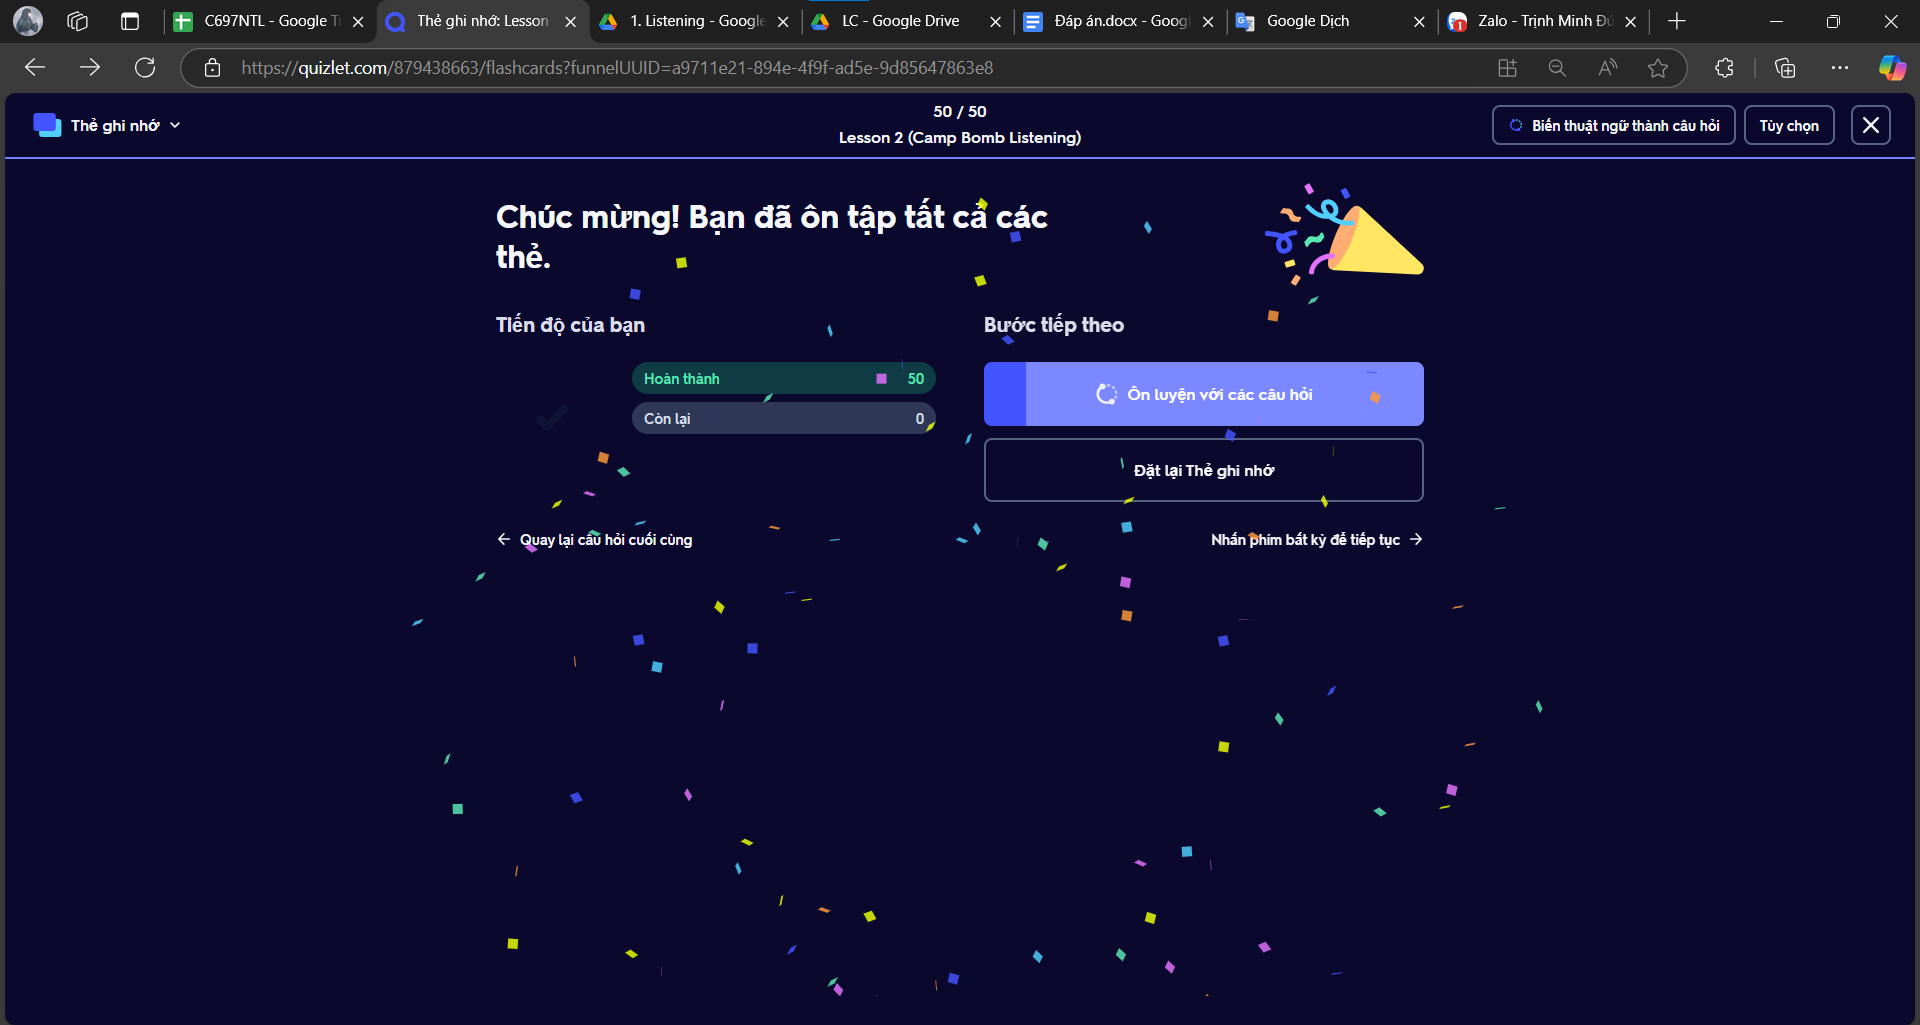 C697NTL - Google T
Thẻ ghi nhớ: Lesson
1. Listening - Google
LC - Google Drive
Đáp án.docx - Googl
Google Dịch
Zalo - Trịnh Minh Đứ
https://quizlet.com/879438663/flashcards?funnelUUID=a9711e21-894e-4f9f-ad5e-9d85647863e8
Thẻ ghi nhớ
50 / 50
Lesson 2 (Camp Bomb Listening)
Biến thuật ngữ thành câu hỏi
Tùy chọn
Chúc mừng! Bạn đã ôn tập tất cả các
thẻ.
Tiến độ của bạn
Hoàn thành 50
Còn lại 0
Bước tiếp theo
Ôn luyện với các câu hỏi
Đặt lại Thẻ ghi nhớ
Quay lại câu hỏi cuối cùng
Nhấn phím bất kỳ để tiếp tục